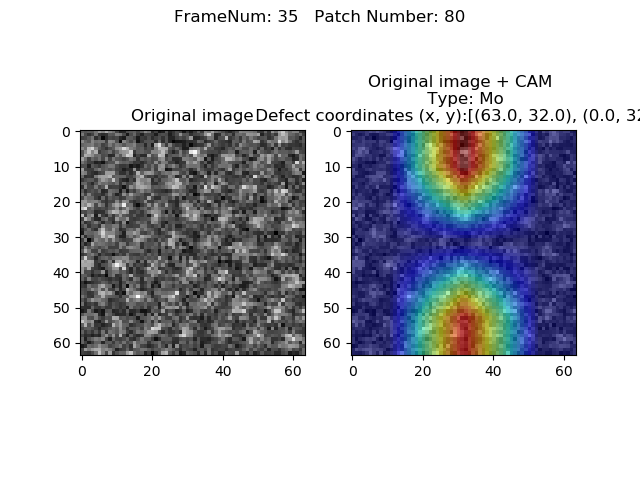 FrameNum: 35   Patch Number: 80
Original image + CAM
Type: Mo
Original image
Defect coordinates (x, y):[(63.0, 32.0), (0.0, 32
0
10
20
30
40
50
60
0 20 40 60
0
10
20
30
40
50
60
0 20 40 60